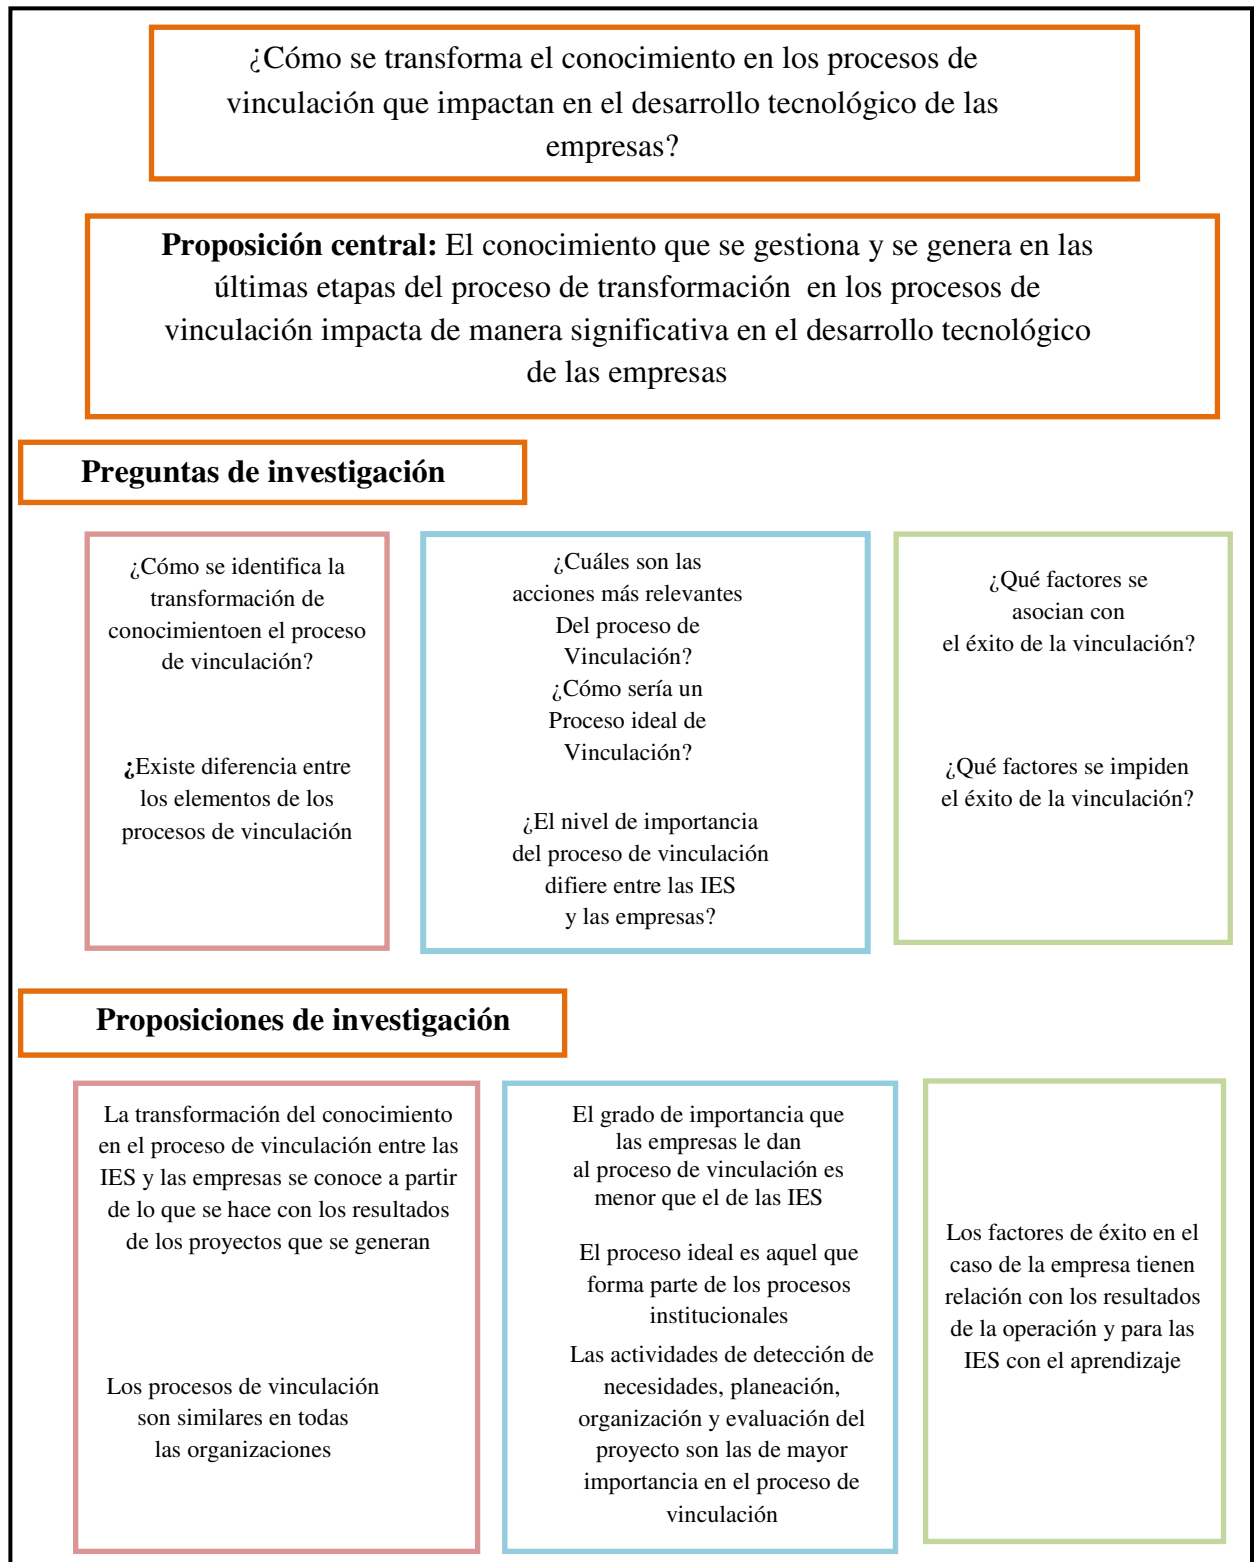 ¿Cómo se transforma el conocimiento en los procesos de
vinculación que impactan en el desarrollo tecnológico de las
empresas?
Proposición central: El conocimiento que se gestiona y se genera en las
últimas etapas del proceso de transformación  en los procesos de
vinculación impacta de manera significativa en el desarrollo tecnológico
de las empresas
Preguntas de investigación
¿Cómo se identifica la
transformación de
conocimientoen el proceso
de vinculación?
¿Existe diferencia entre
los elementos de los
procesos de vinculación
¿Cuáles son las
acciones más relevantes
Del proceso de
Vinculación?
¿Cómo sería un
Proceso ideal de
Vinculación?
¿El nivel de importancia
del proceso de vinculación
difiere entre las IES
y las empresas?
¿Qué factores se
asocian con
el éxito de la vinculación?
¿Qué factores se impiden
el éxito de la vinculación?
Proposiciones de investigación
La transformación del conocimiento
en el proceso de vinculación entre las
IES y las empresas se conoce a partir
de lo que se hace con los resultados
de los proyectos que se generan
Los procesos de vinculación
son similares en todas
las organizaciones
El grado de importancia que
las empresas le dan
al proceso de vinculación es
menor que el de las IES
El proceso ideal es aquel que
forma parte de los procesos
institucionales
Las actividades de detección de
necesidades, planeación,
organización y evaluación del
proyecto son las de mayor
importancia en el proceso de
vinculación
Los factores de éxito en el
caso de la empresa tienen
relación con los resultados
de la operación y para las
IES con el aprendizaje